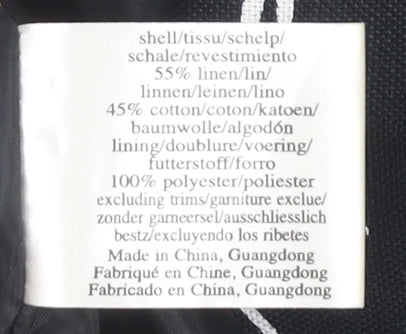 shell/tissu/schelp/
schale/revestimiento
55% linen/lin/
linnen/leinen/lino
45% cotton/coton/katoen/
baumwolle/algodón
lining/doublure/voering/
futterstoff/forro
100% polyester/poliester
excluding trims/garniture exclue/
zonder garneersel/ausschliesslich
bestz/excluyendo los ribetes
Made in China, Guangdong
Fabriqué en Chine, Guangdong
Fabricado en China, Guangdong